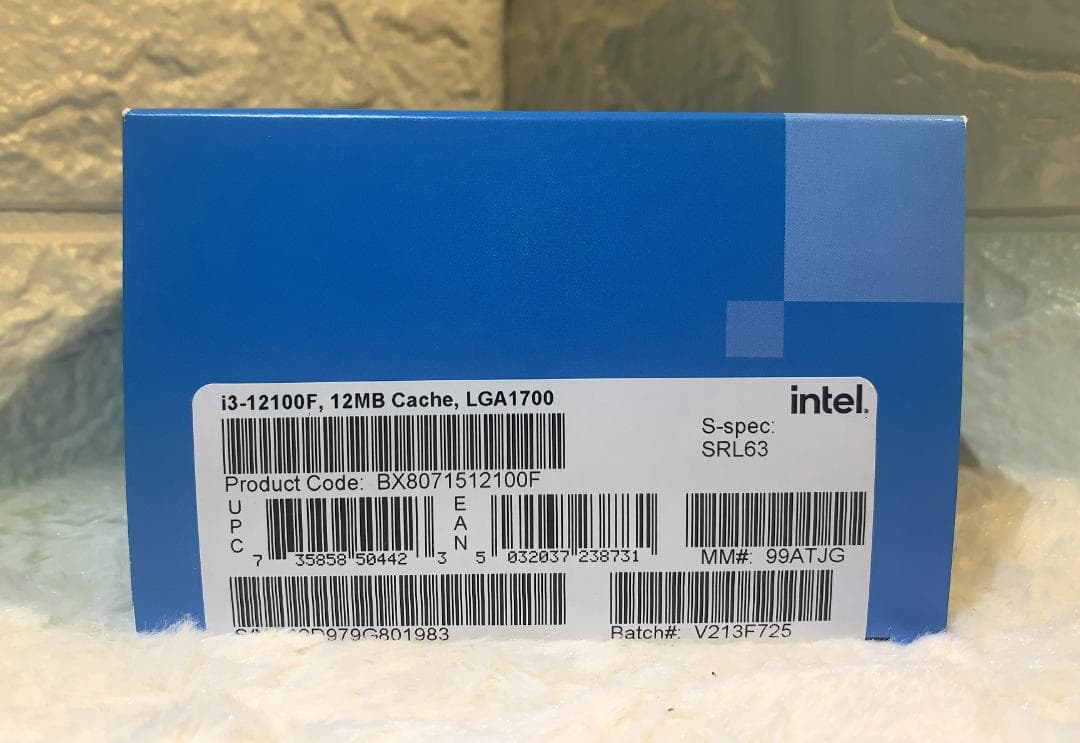 i3-12100F, 12MB Cache, LGA1700
intel.
S-spec:
SRL63
Product Code: BX8071512100F
UPC
7 35858 50442 3
EAN
5 032037 238731
MM#: 99ATJG
Batch#: V213F725